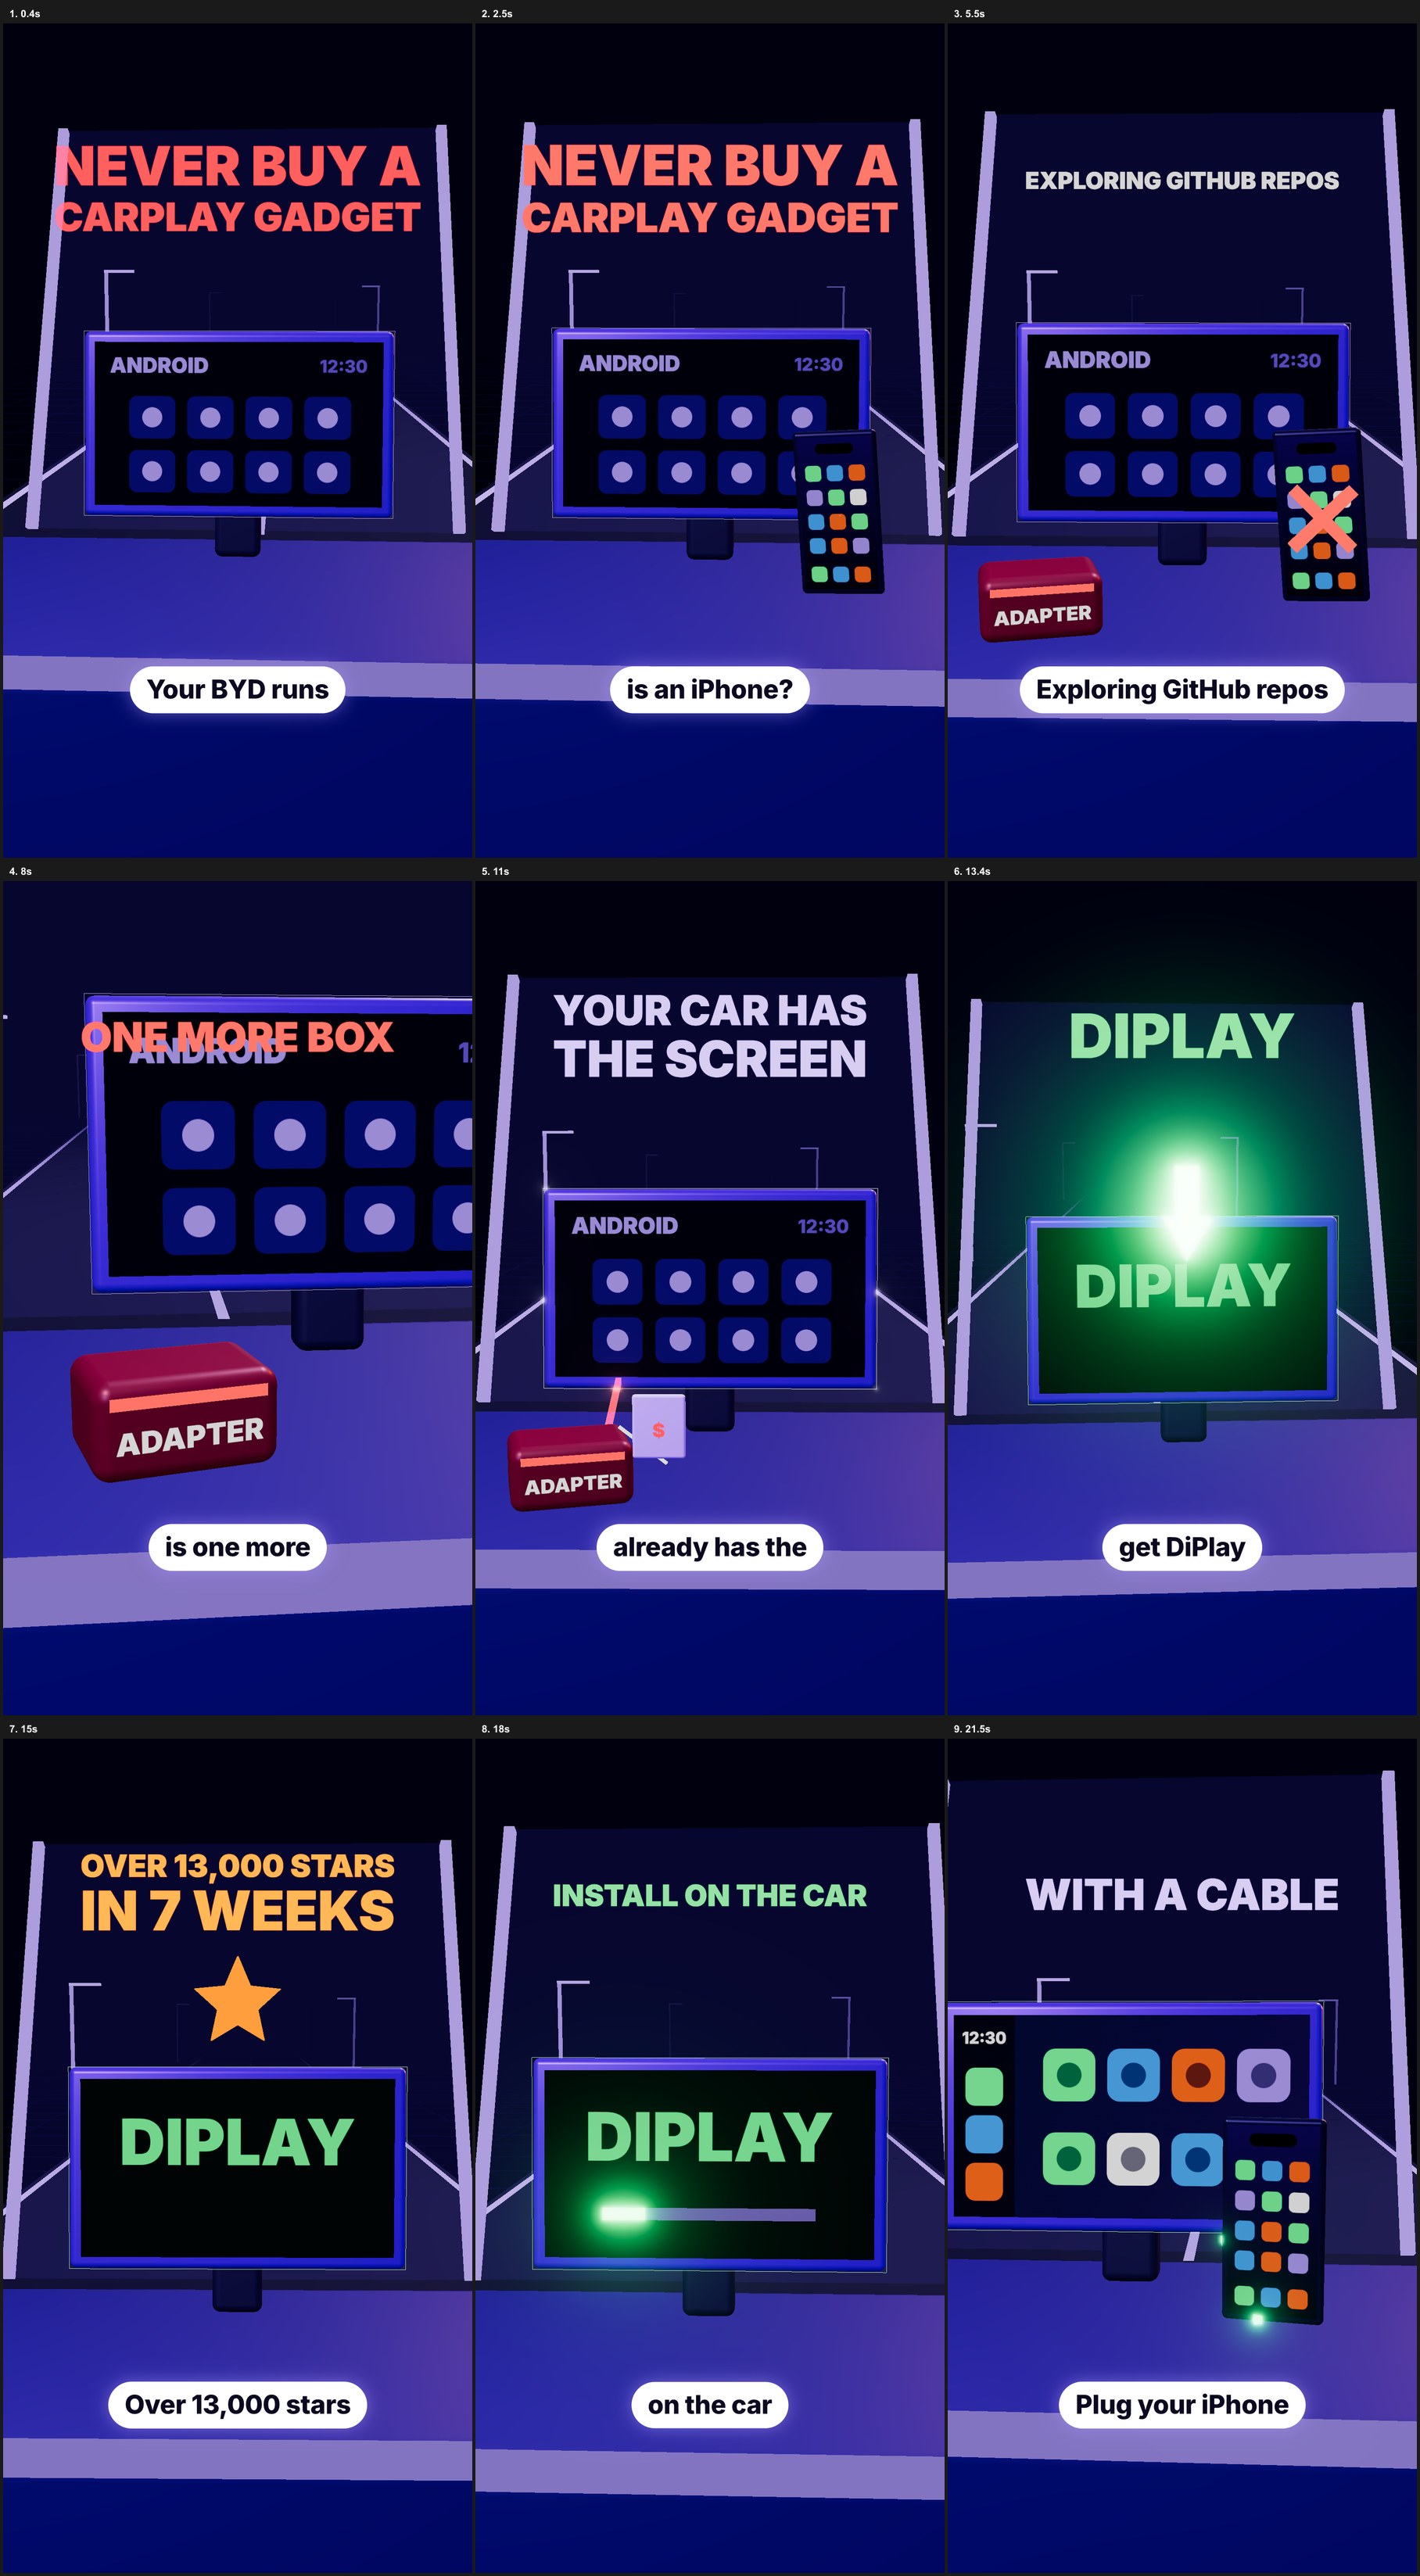 1. 0.4s
NEVER BUY A
CARPLAY GADGET
ANDROID 12:30
Your BYD runs
2. 2.5s
NEVER BUY A
CARPLAY GADGET
ANDROID 12:30
is an iPhone?
3. 5.5s
EXPLORING GITHUB REPOS
ANDROID 12:30
ADAPTER
Exploring GitHub repos
4. 8s
ONE MORE BOX
ANDROID 12
ADAPTER
is one more
5. 11s
YOUR CAR HAS
THE SCREEN
ANDROID 12:30
$
ADAPTER
already has the
6. 13.4s
DIPLAY
DIPLAY
get DiPlay
7. 15s
OVER 13,000 STARS
IN 7 WEEKS
DIPLAY
Over 13,000 stars
8. 18s
INSTALL ON THE CAR
DIPLAY
on the car
9. 21.5s
WITH A CABLE
12:30
Plug your iPhone